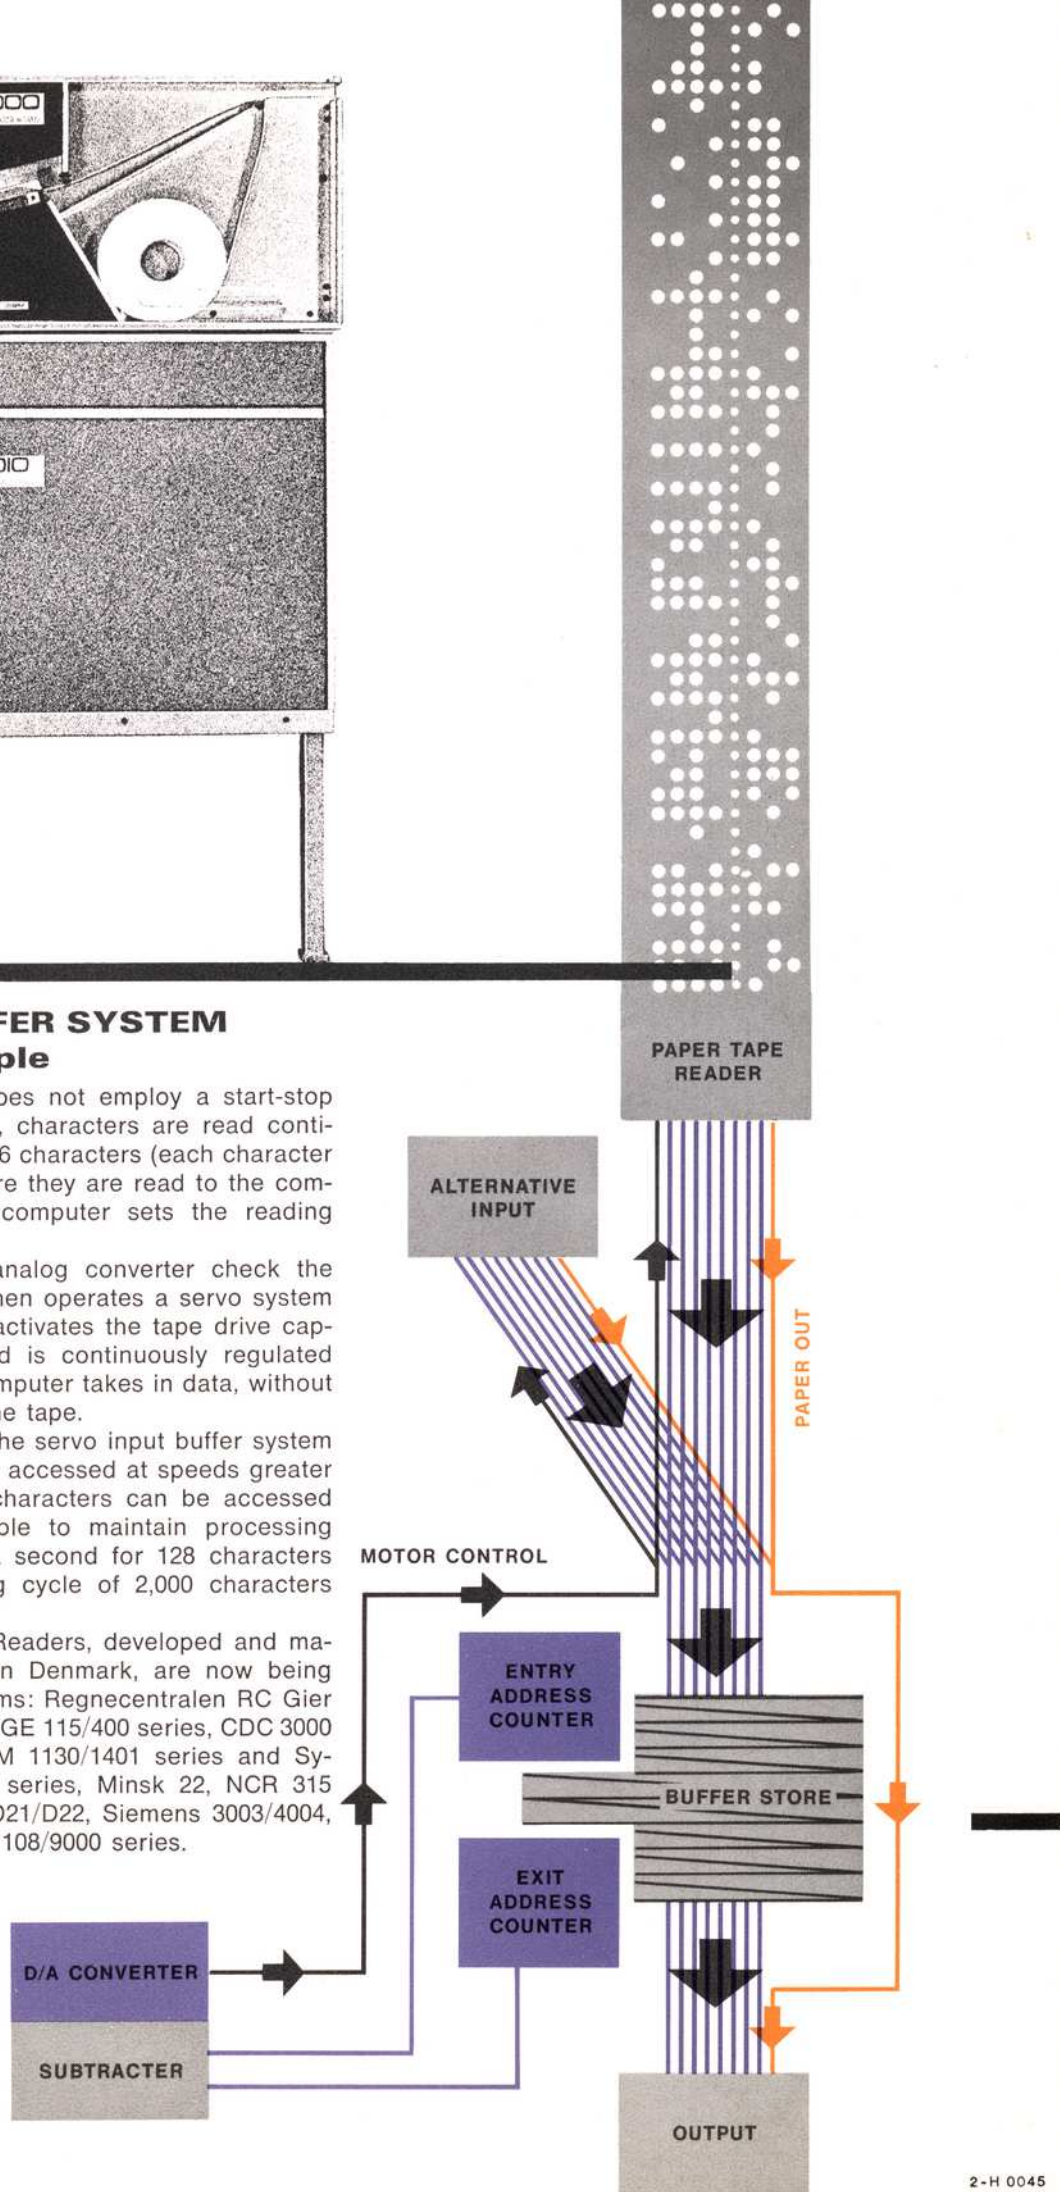 FER SYSTEM
ple
oes not employ a start-stop
, characters are read conti-
6 characters (each character
re they are read to the com-
computer sets the reading
analog converter check the
hen operates a servo system
activates the tape drive cap-
d is continuously regulated
mputer takes in data, without
he tape.
he servo input buffer system
accessed at speeds greater
characters can be accessed
ble to maintain processing
second for 128 characters
g cycle of 2,000 characters
Readers, developed and ma-
n Denmark, are now being
ms: Regnecentralen RC Gier
GE 115/400 series, CDC 3000
M 1130/1401 series and Sy-
series, Minsk 22, NCR 315
D21/D22, Siemens 3003/4004,
108/9000 series.
PAPER TAPE
READER
ALTERNATIVE
INPUT
PAPER OUT
MOTOR CONTROL
ENTRY
ADDRESS
COUNTER
BUFFER STORE
EXIT
ADDRESS
COUNTER
D/A CONVERTER
SUBTRACTER
OUTPUT
2-H 0045